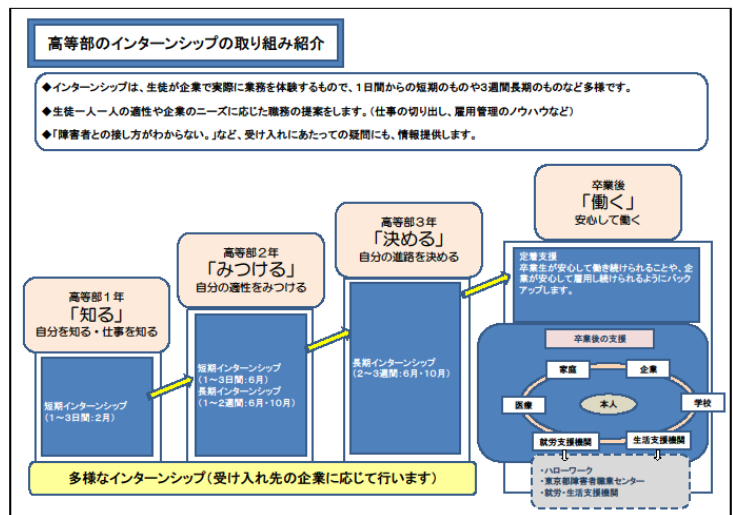 高等部のインターンシップの取り組み紹介
◆インターンシップは、生徒が企業で実際に業務を体験するもので、1日間からの短期のものや3週間長期のものなど多様です。
◆生徒一人一人の適性や企業のニーズに応じた職務の提案をします。(仕事の切り出し、雇用管理のノウハウなど)
◆「障害者との接し方がわからない。」など、受け入れにあたっての疑問にも、情報提供します。
高等部1年
「知る」
自分を知る・仕事を知る
短期インターンシップ
(1~3日間:2月)
高等部2年
「みつける」
自分の適性をみつける
短期インターンシップ
(1~3日間:6月)
長期インターンシップ
(1~2週間:6月・10月)
高等部3年
「決める」
自分の進路を決める
長期インターンシップ
(2~3週間:6月・10月)
卒業後
「働く」
安心して働く
定着支援
卒業生が安心して働き続けられることや、企
業が安心して雇用し続けられるようにバック
アップします。
卒業後の支援
家庭
企業
医療
本人
学校
就労支援機関
生活支援機関
・ハローワーク
・東京都障害者職業センター
・就労・生活支援機関
多様なインターンシップ(受け入れ先の企業に応じて行います)